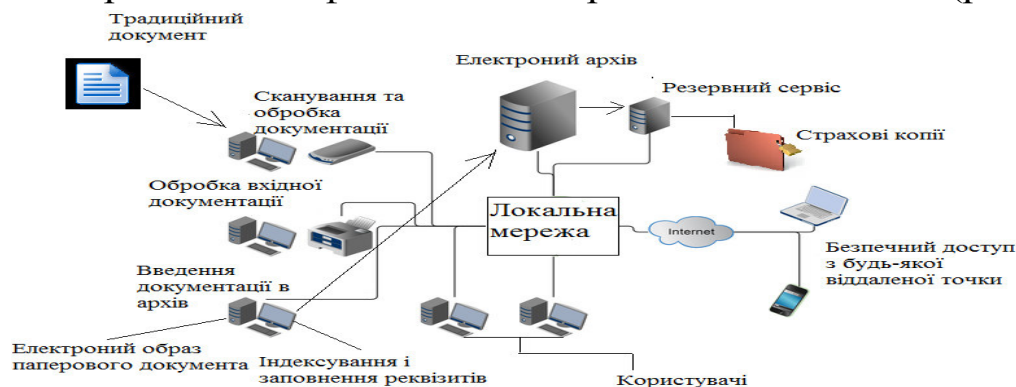 Традиційний
документ
Електроний архів
Резервний сервіс
Сканування та
обробка
документації
Страхові копії
Обробка вхідної
документації
Локальна
мережа
Internet
Безпечний доступ
з будь-якої
віддаленої точки
Введення
документації в
архів
Електроний образ
паперового документа
Індексування і
заповнення реквізитів
Користувачі